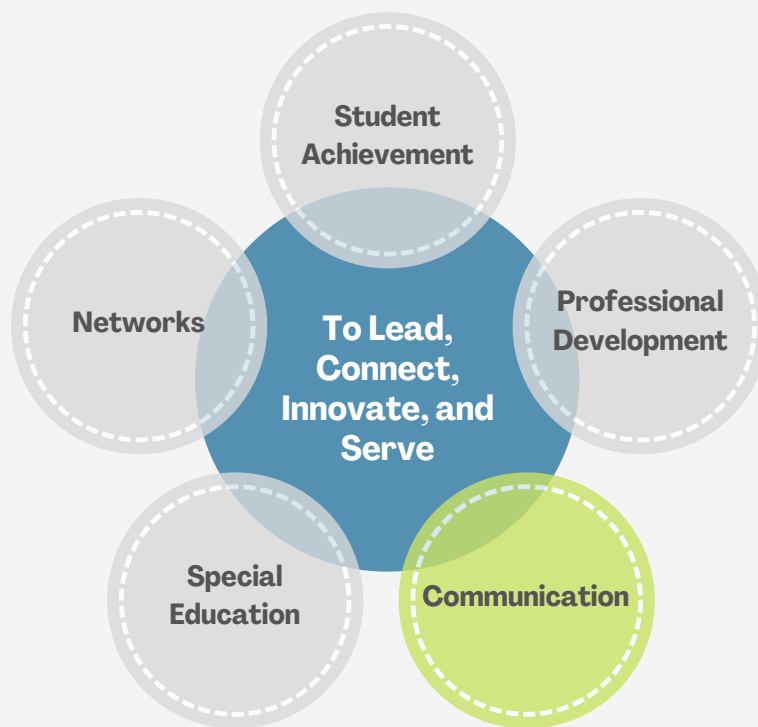 Student
Achievement
Networks
To Lead,
Connect,
Innovate, and
Serve
Professional
Development
Special
Education
Communication